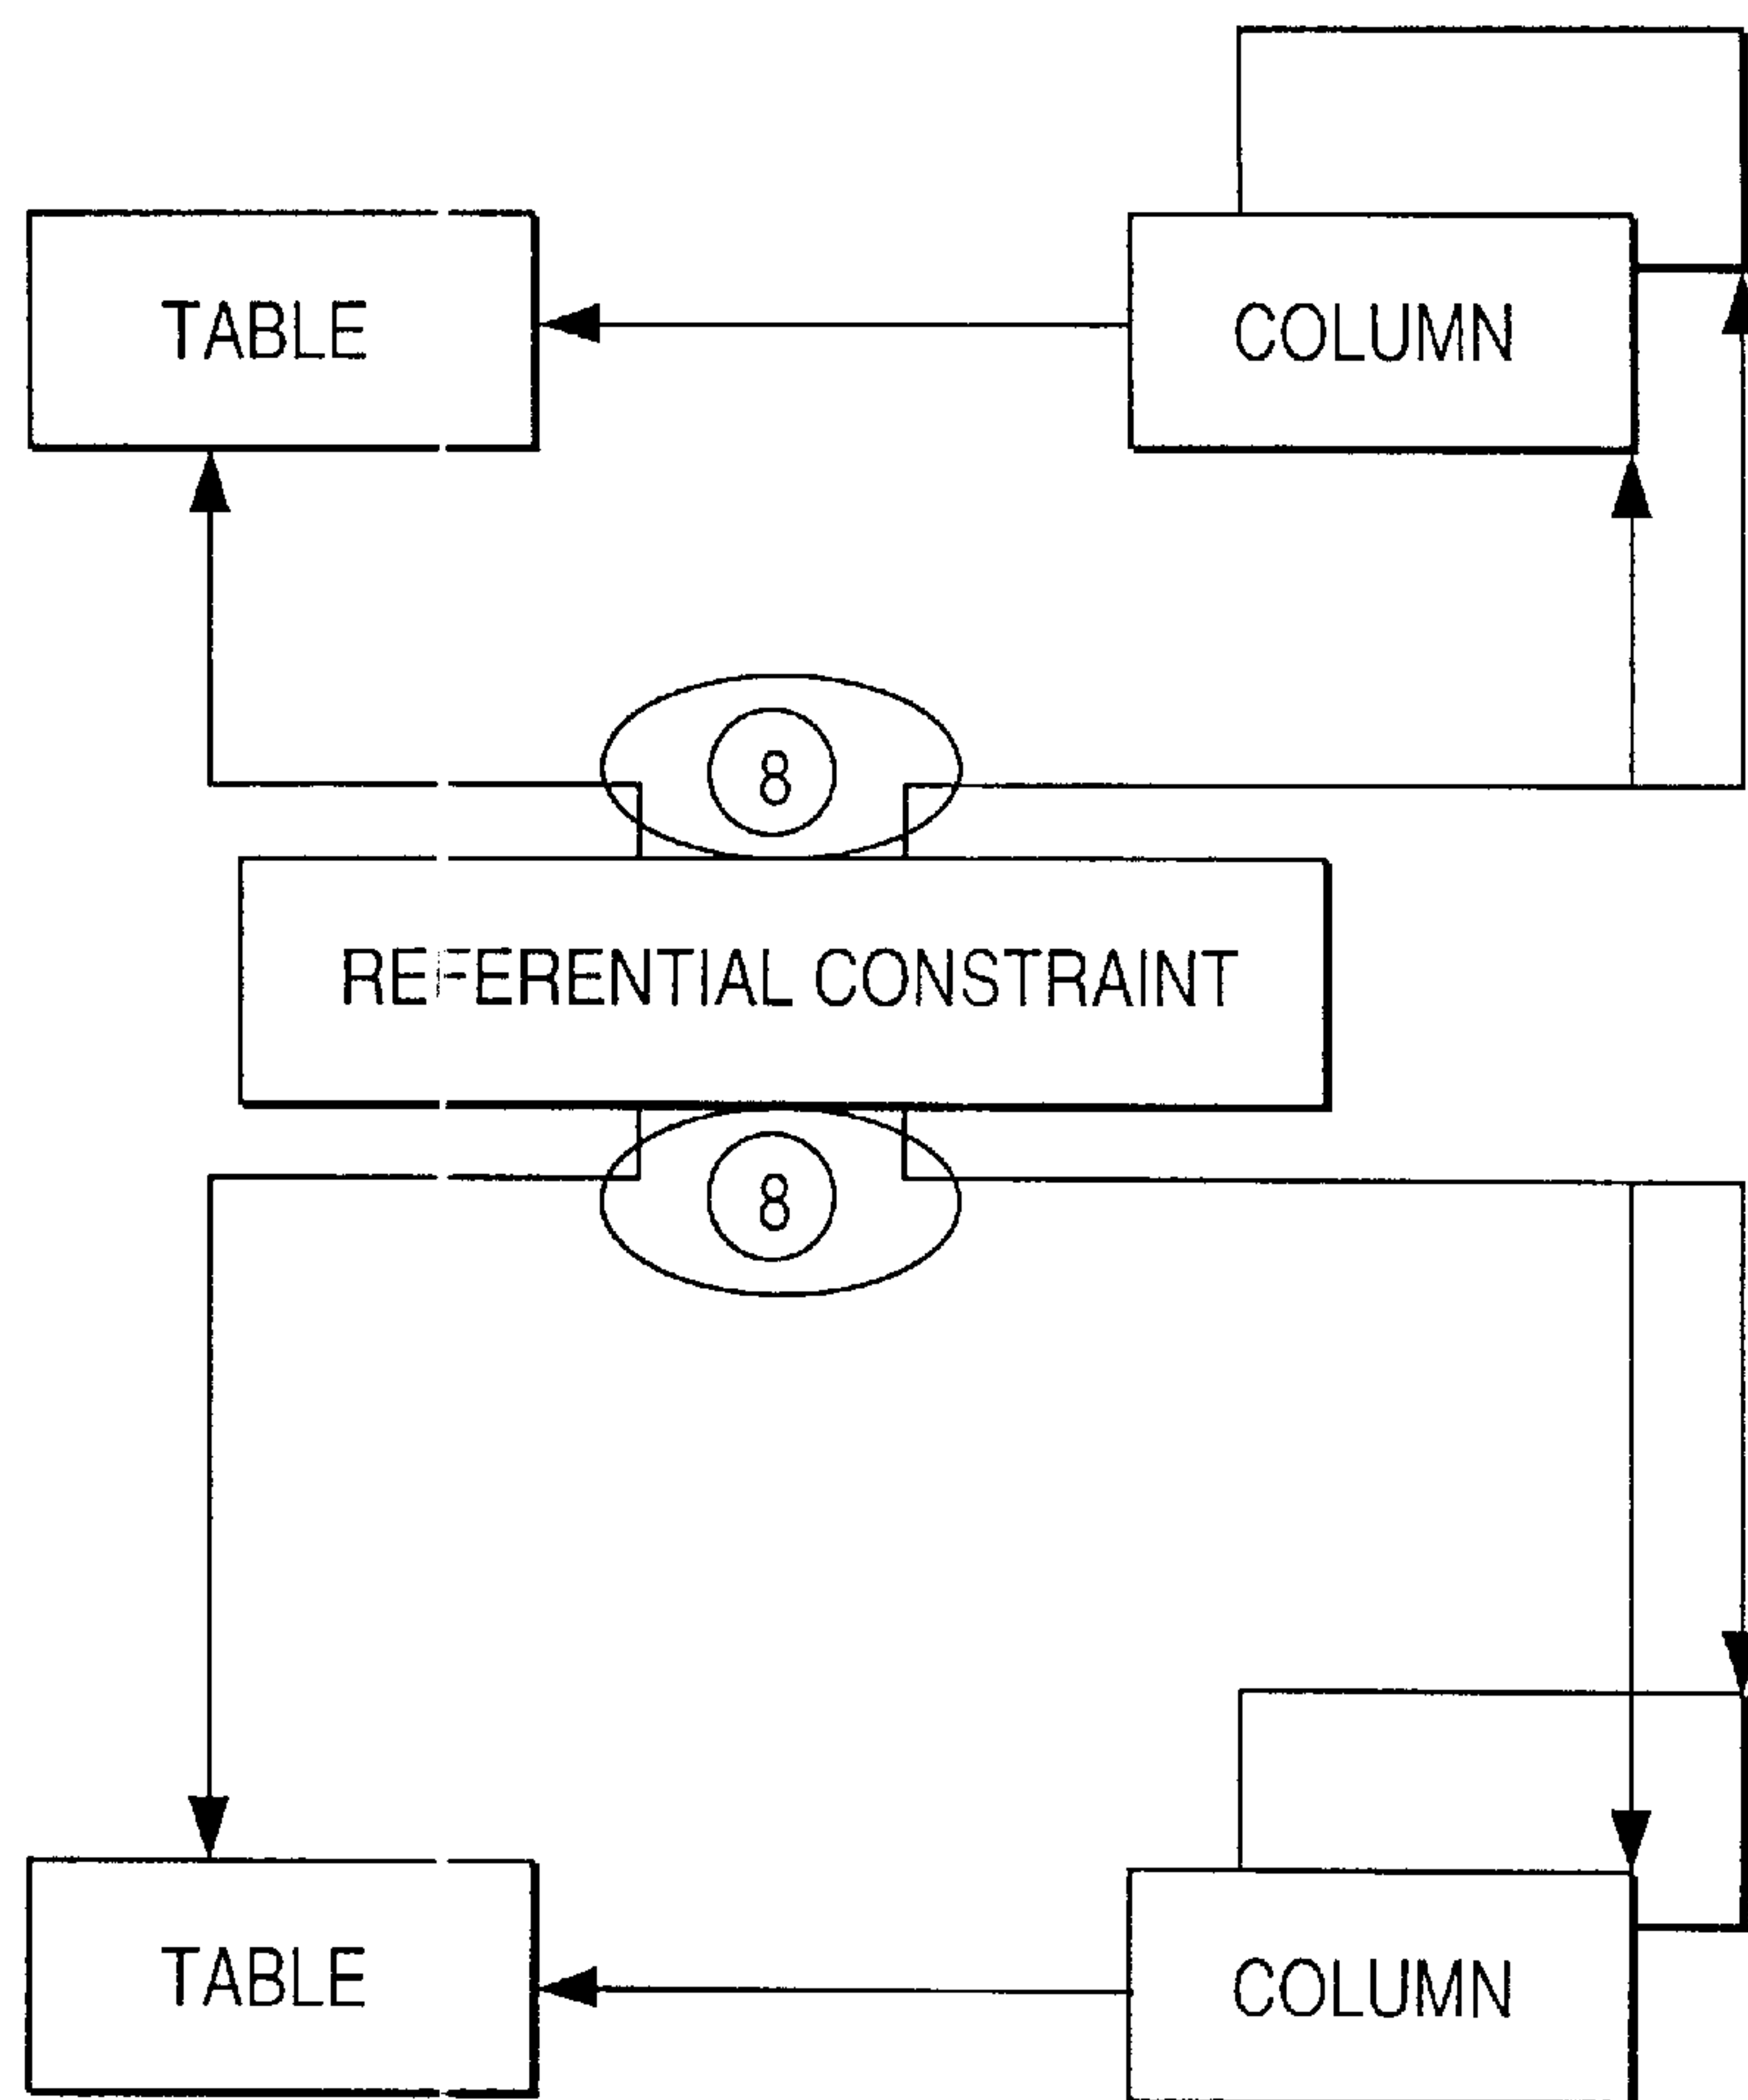 TABLE
COLUMN
8
REFERENTIAL CONSTRAINT
8
TABLE
COLUMN